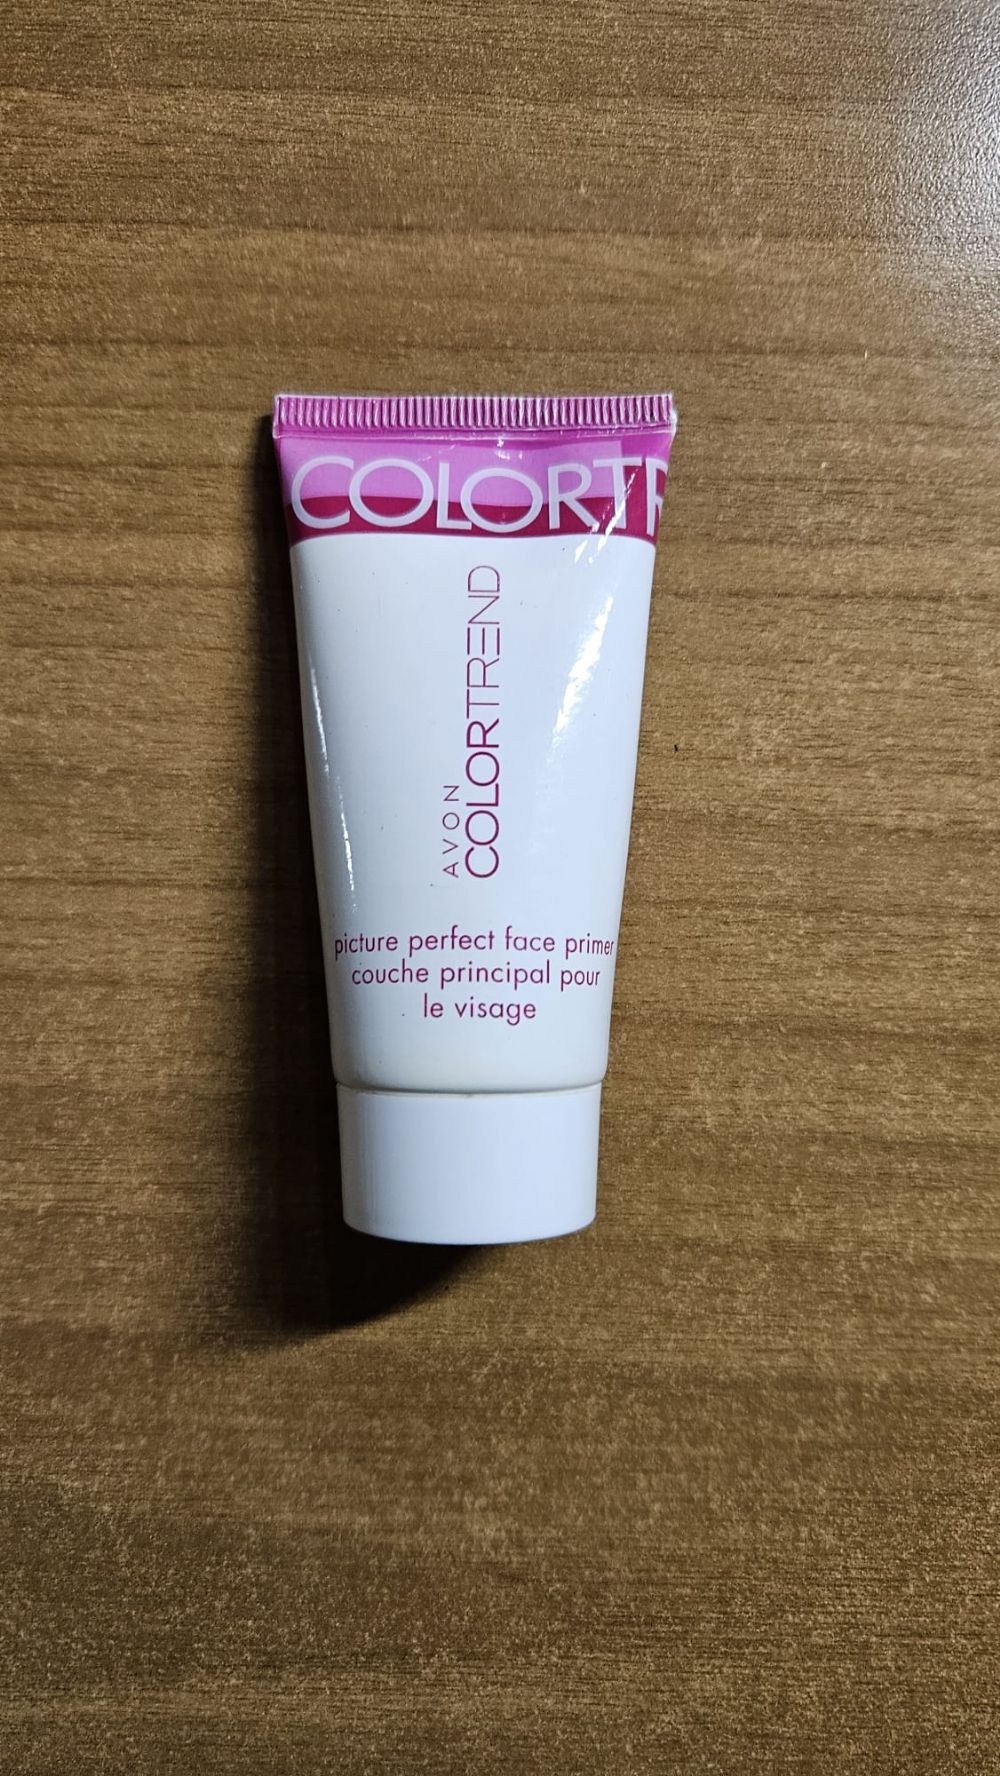 COLORTR
AVON
COLORTREND
picture perfect face primer
couche principal pour
le visage